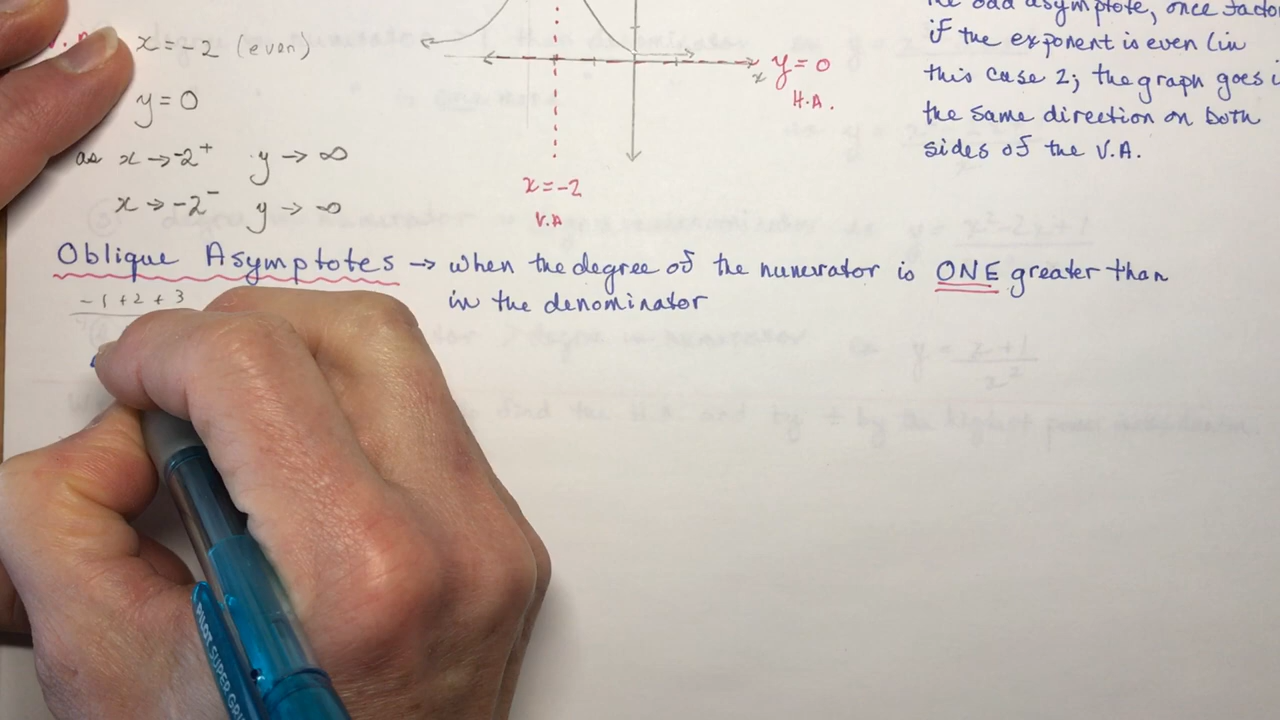 x = -2 (even)
y = 0
as x → -2⁺ y → ∞
x → -2⁻ y → ∞
y = 0
H.A.
x
x = -2
V.A
the odd asymptote, once
if the exponent is even (in
this case 2; the graph goes
the same direction on both
sides of the V.A.
Oblique Asymptotes → when the degree of the numerator is ONE greater than
in the denominator
-1 + 2 + 3
PILOT SUPER